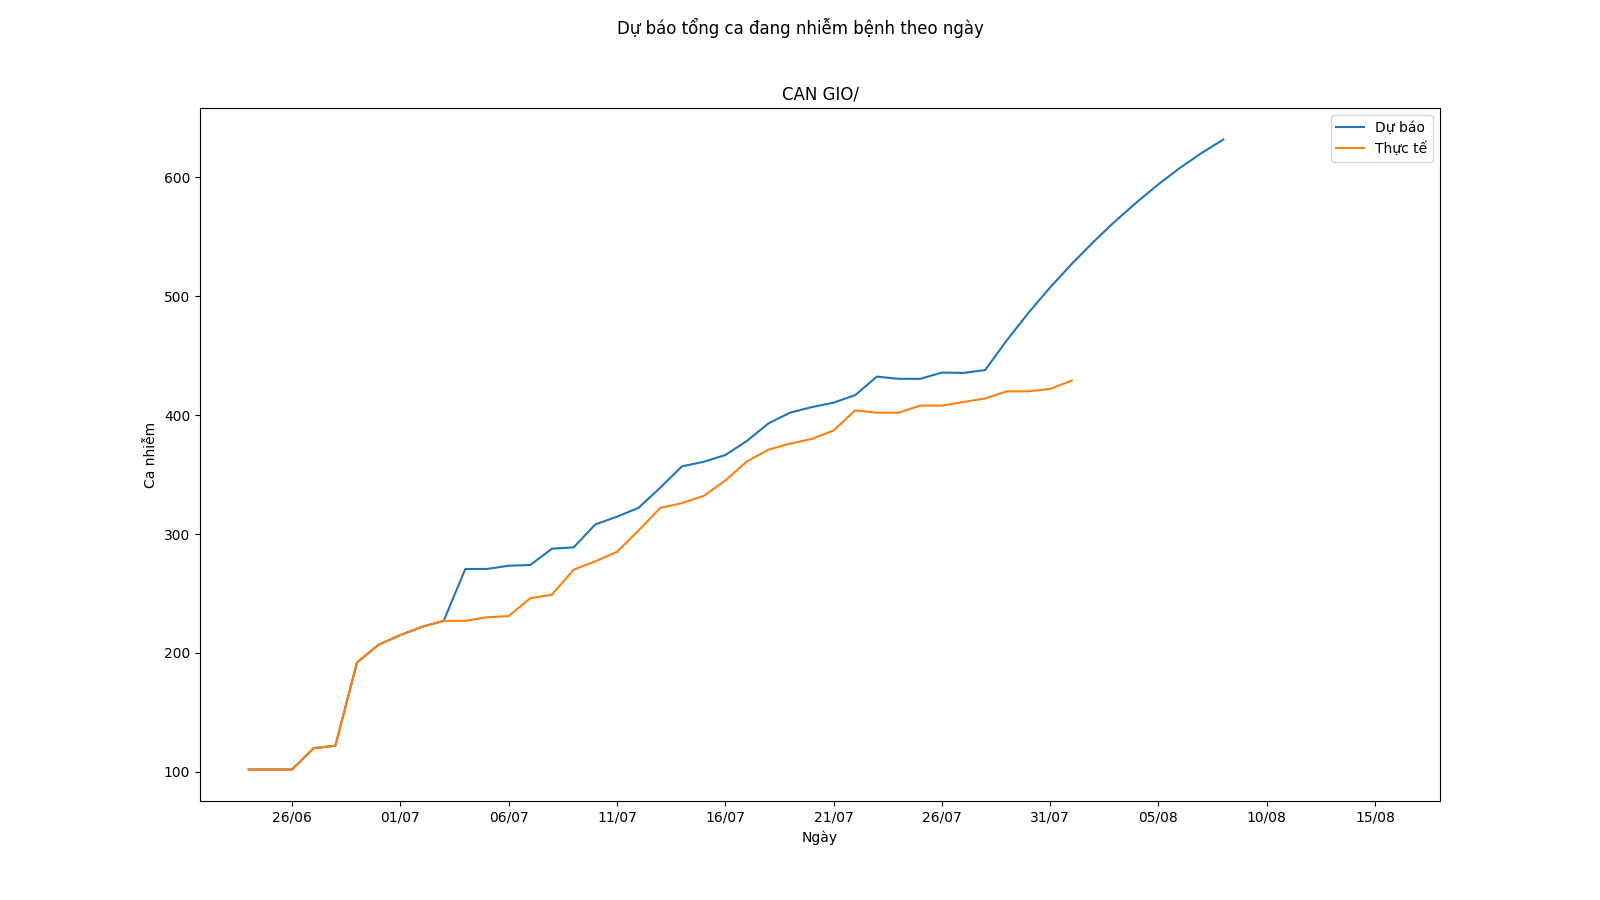 Dự báo tổng ca đang nhiễm bệnh theo ngày
CAN GIO/
Dự báo
Thực tế
600
500
400
300
200
100
Ca nhiễm
26/06 01/07 06/07 11/07 16/07 21/07 26/07 31/07 05/08 10/08 15/08
Ngày